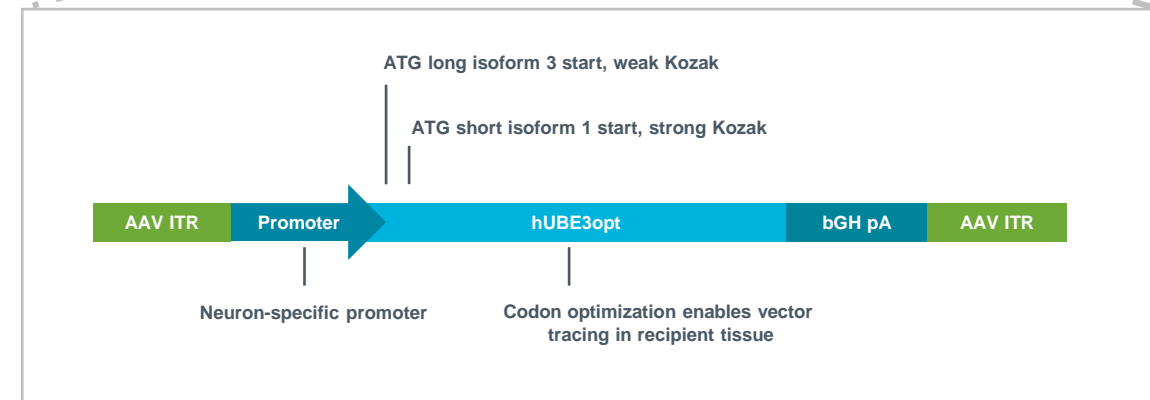 ATG long isoform 3 start, weak Kozak
ATG short isoform 1 start, strong Kozak
AAV ITR
Promoter
hUBE3opt
bGH pA
AAV ITR
Neuron-specific promoter
Codon optimization enables vector
tracing in recipient tissue